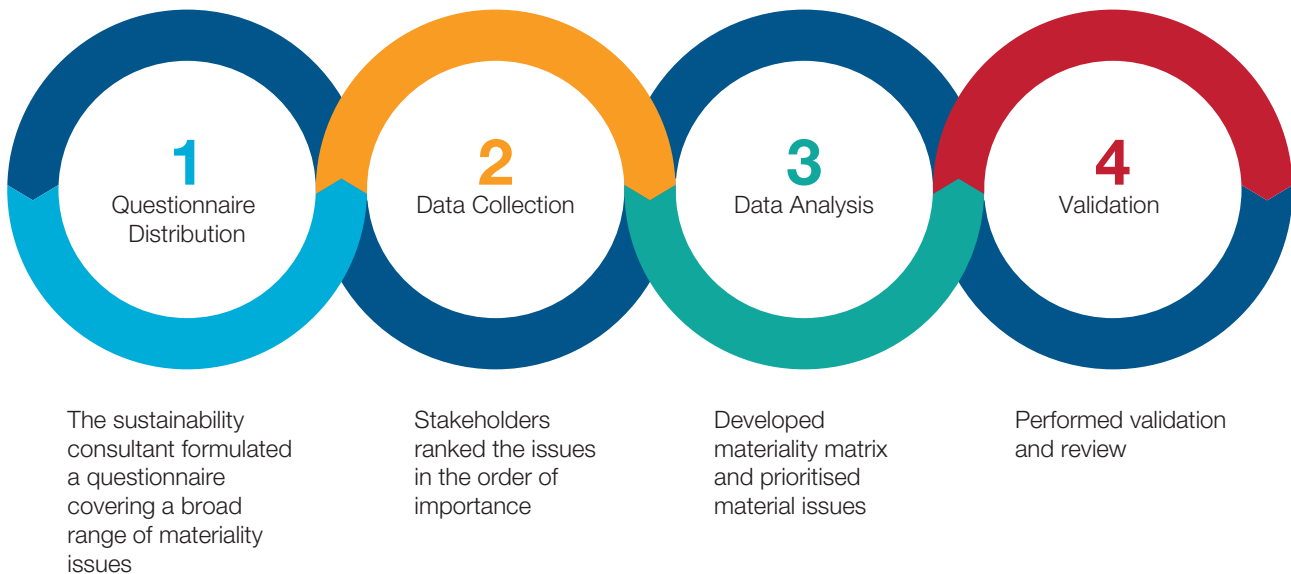 1
Questionnaire
Distribution
2
Data Collection
3
Data Analysis
4
Validation
The sustainability
consultant formulated
a questionnaire
covering a broad
range of materiality
issues
Stakeholders
ranked the issues
in the order of
importance
Developed
materiality matrix
and prioritised
material issues
Performed validation
and review